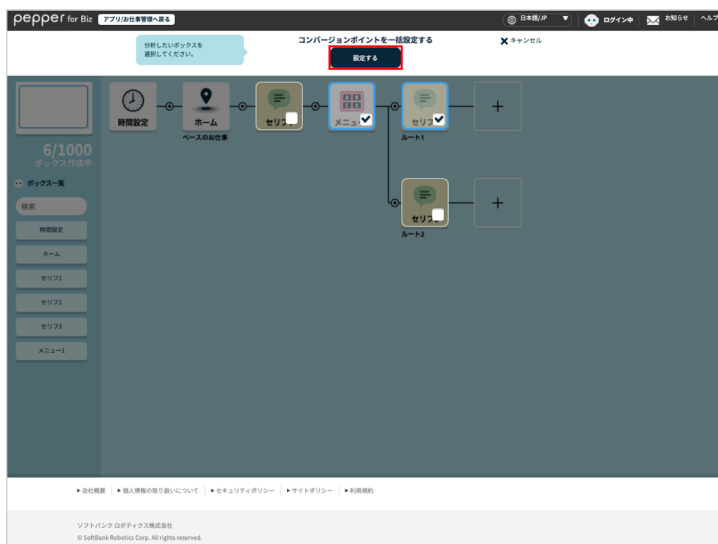 pepper for Biz アプリ/お仕事管理へ戻る 日本語/JP ▼ ログイン中 お知らせ ヘルプ
分析したいボックスを
選択してください。
コンバージョンポイントを一括設定する
設定する
キャンセル
時間設定
ホーム
ベースのお仕事
セリフ
メニュー
セリフ
ルート1
セリフ
ルート2
6/1000
ボックス作成中
ボックス一覧
検索
時間設定
ホーム
セリフ1
セリフ2
セリフ3
メニュー1
▶会社概要 ▶個人情報の取り扱いについて ▶セキュリティポリシー ▶サイトポリシー ▶利用規約
ソフトバンク ロボティクス株式会社
© SoftBank Robotics Corp. All rights reserved.